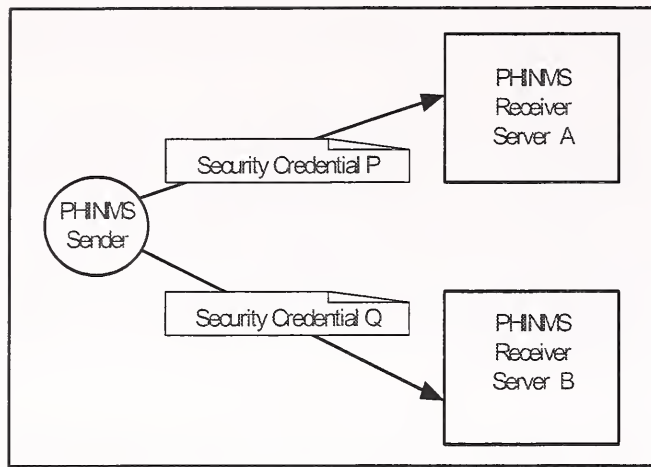 PHINMS
Receiver
Server A
Security Credential P
PHINMS
Sender
Security Credential Q
PHINMS
Receiver
Server B